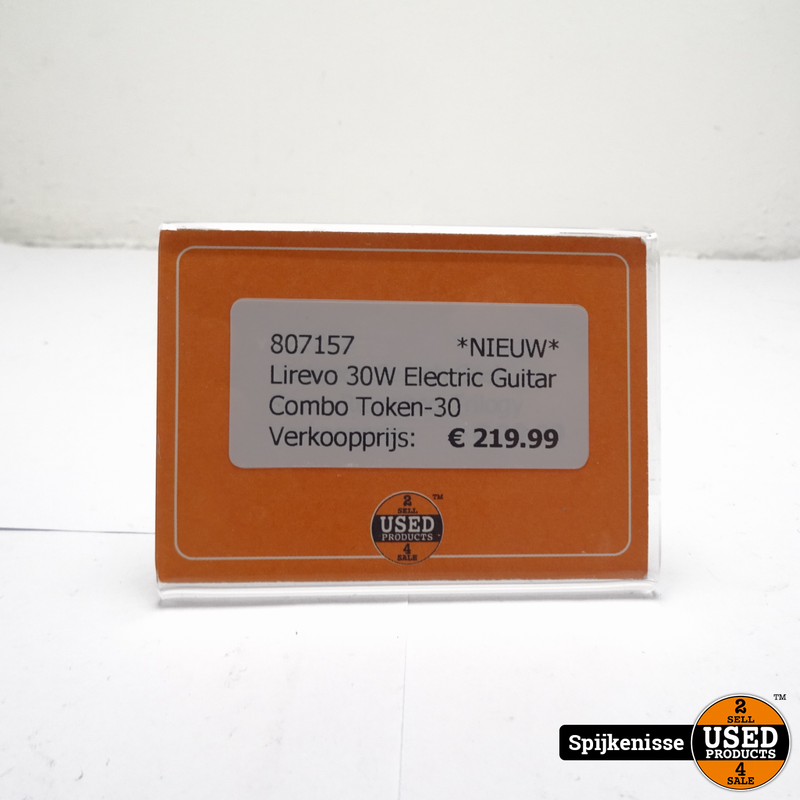 807157 *NIEUW*
Lirevo 30W Electric Guitar
Combo Token-30
Verkoopprijs: € 219.99
2
SELL
USED
PRODUCTS
4
SALE
TM
Spijkenisse
2
SELL
USED
PRODUCTS
4
SALE
TM